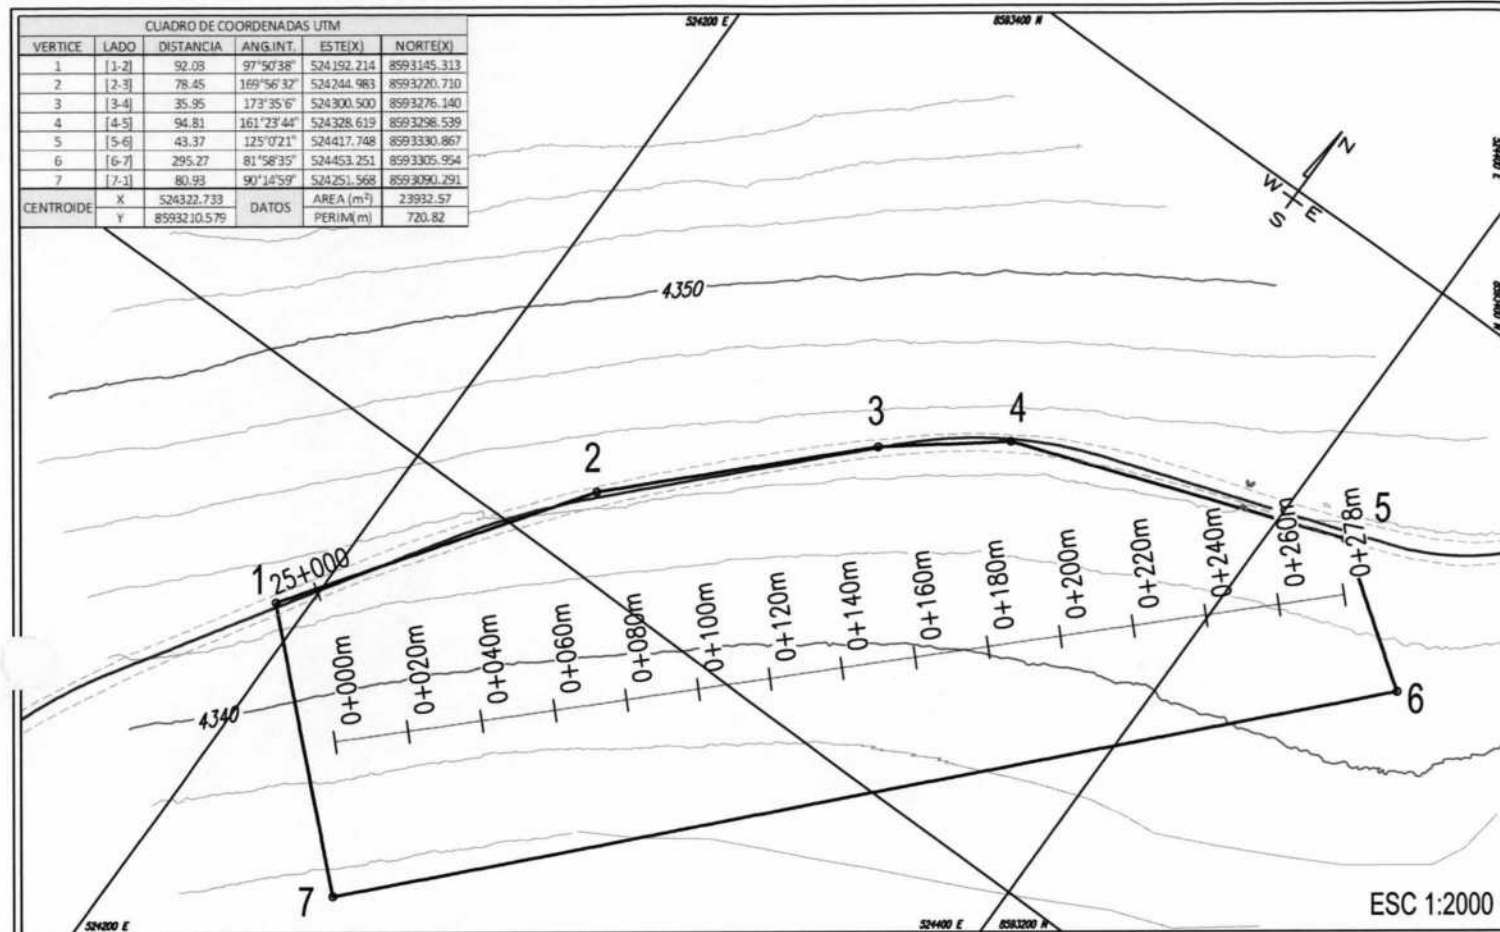 CUADRO DE COORDENADAS UTM
VERTICE LADO DISTANCIA ANG.INT. ESTE(X) NORTE(X)
1 [1-2] 92.03 97°50'38" 524192.214 8593145.313
2 [2-3] 78.45 169°56'32" 524244.983 8593220.710
3 [3-4] 35.95 173°35'6" 524300.500 8593276.140
4 [4-5] 94.81 161°23'44" 524328.619 8593298.539
5 [5-6] 43.37 125°0'21" 524417.748 8593330.867
6 [6-7] 295.27 81°58'35" 524453.251 8593305.954
7 [7-1] 80.93 90°14'59" 524251.568 8593090.291
CENTROIDE X 524322.733 DATOS AREA (m²) 23932.57
Y 8593210.579 PERIM(m) 720.82
524200 E
8593400 N
524400 E
8593400 N
N
W
E
S
4350
1
2
3
4
5
25+000
0+000m
0+020m
0+040m
0+060m
0+080m
0+100m
0+120m
0+140m
0+160m
0+180m
0+200m
0+220m
0+240m
0+260m
0+278m
4340
6
7
ESC 1:2000
524200 E
524400 E
8593200 N